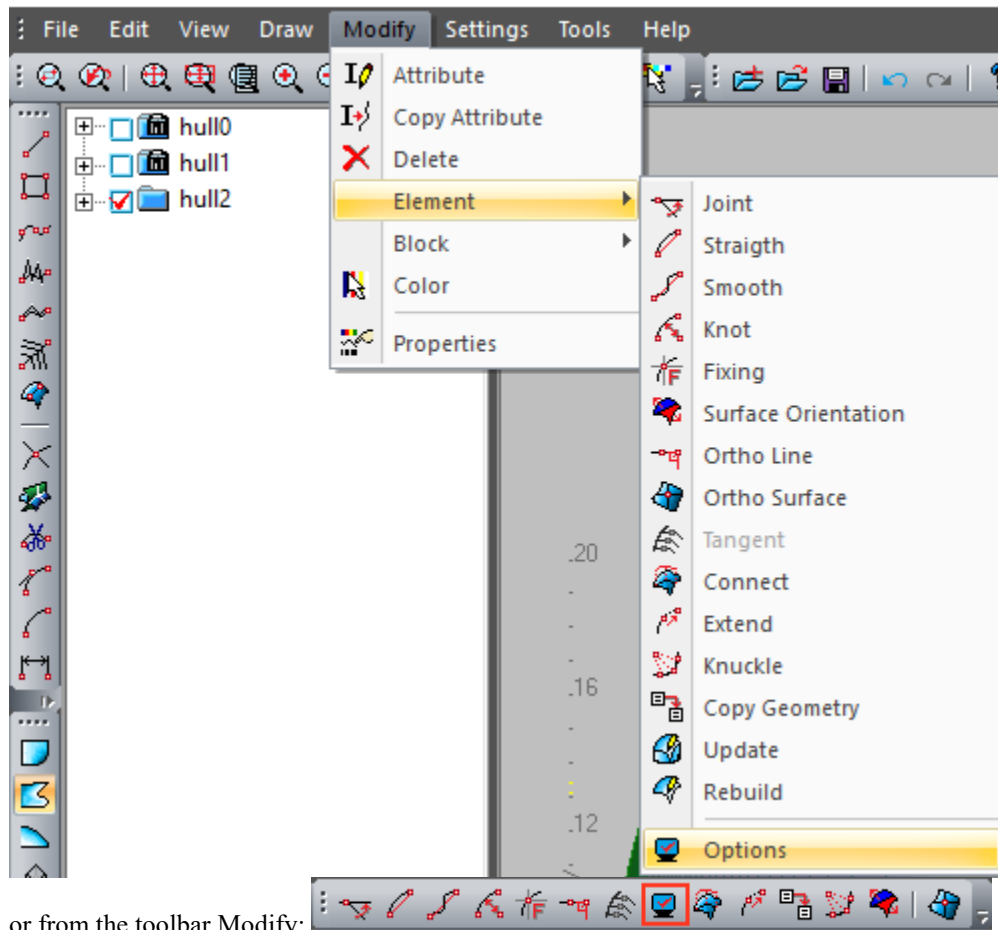 File Edit View Draw Modify Settings Tools Help
Attribute
hull0
Copy Attribute
hull1
Delete
hull2
Element
Joint
Block
Straigth
Color
Smooth
Properties
Knot
Fixing
Surface Orientation
Ortho Line
Ortho Surface
.20
Tangent
Connect
Extend
Knuckle
.16
Copy Geometry
Update
Rebuild
.12
Options
or from the toolbar Modify: